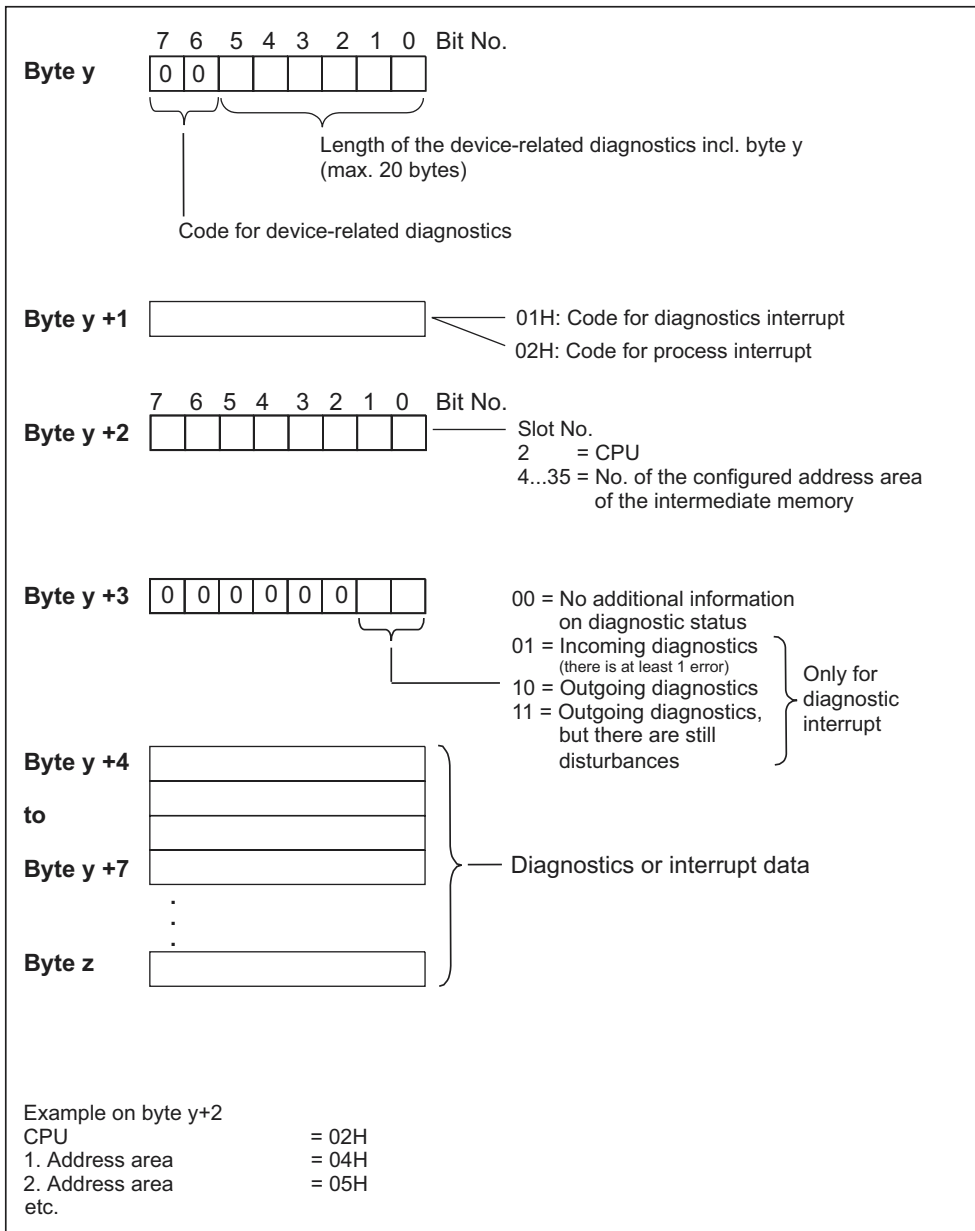 7 6 5 4 3 2 1 0 Bit No.
Byte y
0 0
Length of the device-related diagnostics incl. byte y
(max. 20 bytes)
Code for device-related diagnostics
Byte y +1
01H: Code for diagnostics interrupt
02H: Code for process interrupt
7 6 5 4 3 2 1 0 Bit No.
Byte y +2
Slot No.
2 = CPU
4...35 = No. of the configured address area
of the intermediate memory
Byte y +3
0 0 0 0 0 0
00 = No additional information
on diagnostic status
01 = Incoming diagnostics
(there is at least 1 error)
10 = Outgoing diagnostics
11 = Outgoing diagnostics,
but there are still
disturbances
Only for
diagnostic
interrupt
Byte y +4
to
Byte y +7
Diagnostics or interrupt data
.
.
.
Byte z
Example on byte y+2
CPU = 02H
1. Address area = 04H
2. Address area = 05H
etc.